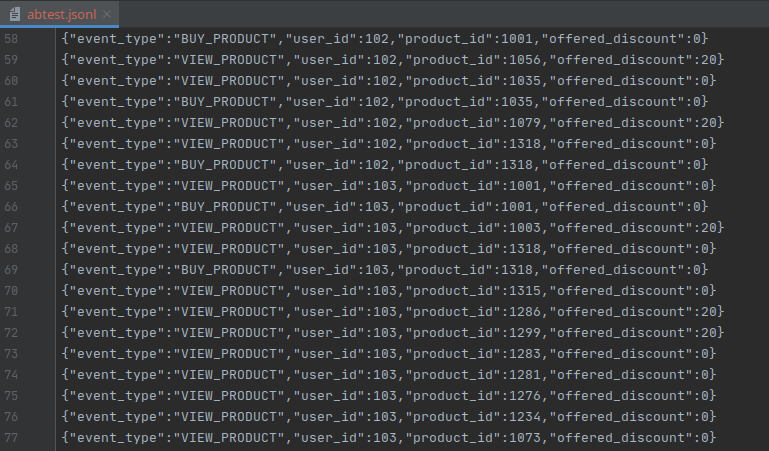 abtest.jsonl
58 {"event_type":"BUY_PRODUCT","user_id":102,"product_id":1001,"offered_discount":0}
59 {"event_type":"VIEW_PRODUCT","user_id":102,"product_id":1056,"offered_discount":20}
60 {"event_type":"VIEW_PRODUCT","user_id":102,"product_id":1035,"offered_discount":0}
61 {"event_type":"BUY_PRODUCT","user_id":102,"product_id":1035,"offered_discount":0}
62 {"event_type":"VIEW_PRODUCT","user_id":102,"product_id":1079,"offered_discount":20}
63 {"event_type":"VIEW_PRODUCT","user_id":102,"product_id":1318,"offered_discount":0}
64 {"event_type":"BUY_PRODUCT","user_id":102,"product_id":1318,"offered_discount":0}
65 {"event_type":"VIEW_PRODUCT","user_id":103,"product_id":1001,"offered_discount":0}
66 {"event_type":"BUY_PRODUCT","user_id":103,"product_id":1001,"offered_discount":0}
67 {"event_type":"VIEW_PRODUCT","user_id":103,"product_id":1003,"offered_discount":20}
68 {"event_type":"VIEW_PRODUCT","user_id":103,"product_id":1318,"offered_discount":0}
69 {"event_type":"BUY_PRODUCT","user_id":103,"product_id":1318,"offered_discount":0}
70 {"event_type":"VIEW_PRODUCT","user_id":103,"product_id":1315,"offered_discount":0}
71 {"event_type":"VIEW_PRODUCT","user_id":103,"product_id":1286,"offered_discount":20}
72 {"event_type":"VIEW_PRODUCT","user_id":103,"product_id":1299,"offered_discount":20}
73 {"event_type":"VIEW_PRODUCT","user_id":103,"product_id":1283,"offered_discount":0}
74 {"event_type":"VIEW_PRODUCT","user_id":103,"product_id":1281,"offered_discount":0}
75 {"event_type":"VIEW_PRODUCT","user_id":103,"product_id":1276,"offered_discount":0}
76 {"event_type":"VIEW_PRODUCT","user_id":103,"product_id":1234,"offered_discount":0}
77 {"event_type":"VIEW_PRODUCT","user_id":103,"product_id":1073,"offered_discount":0}